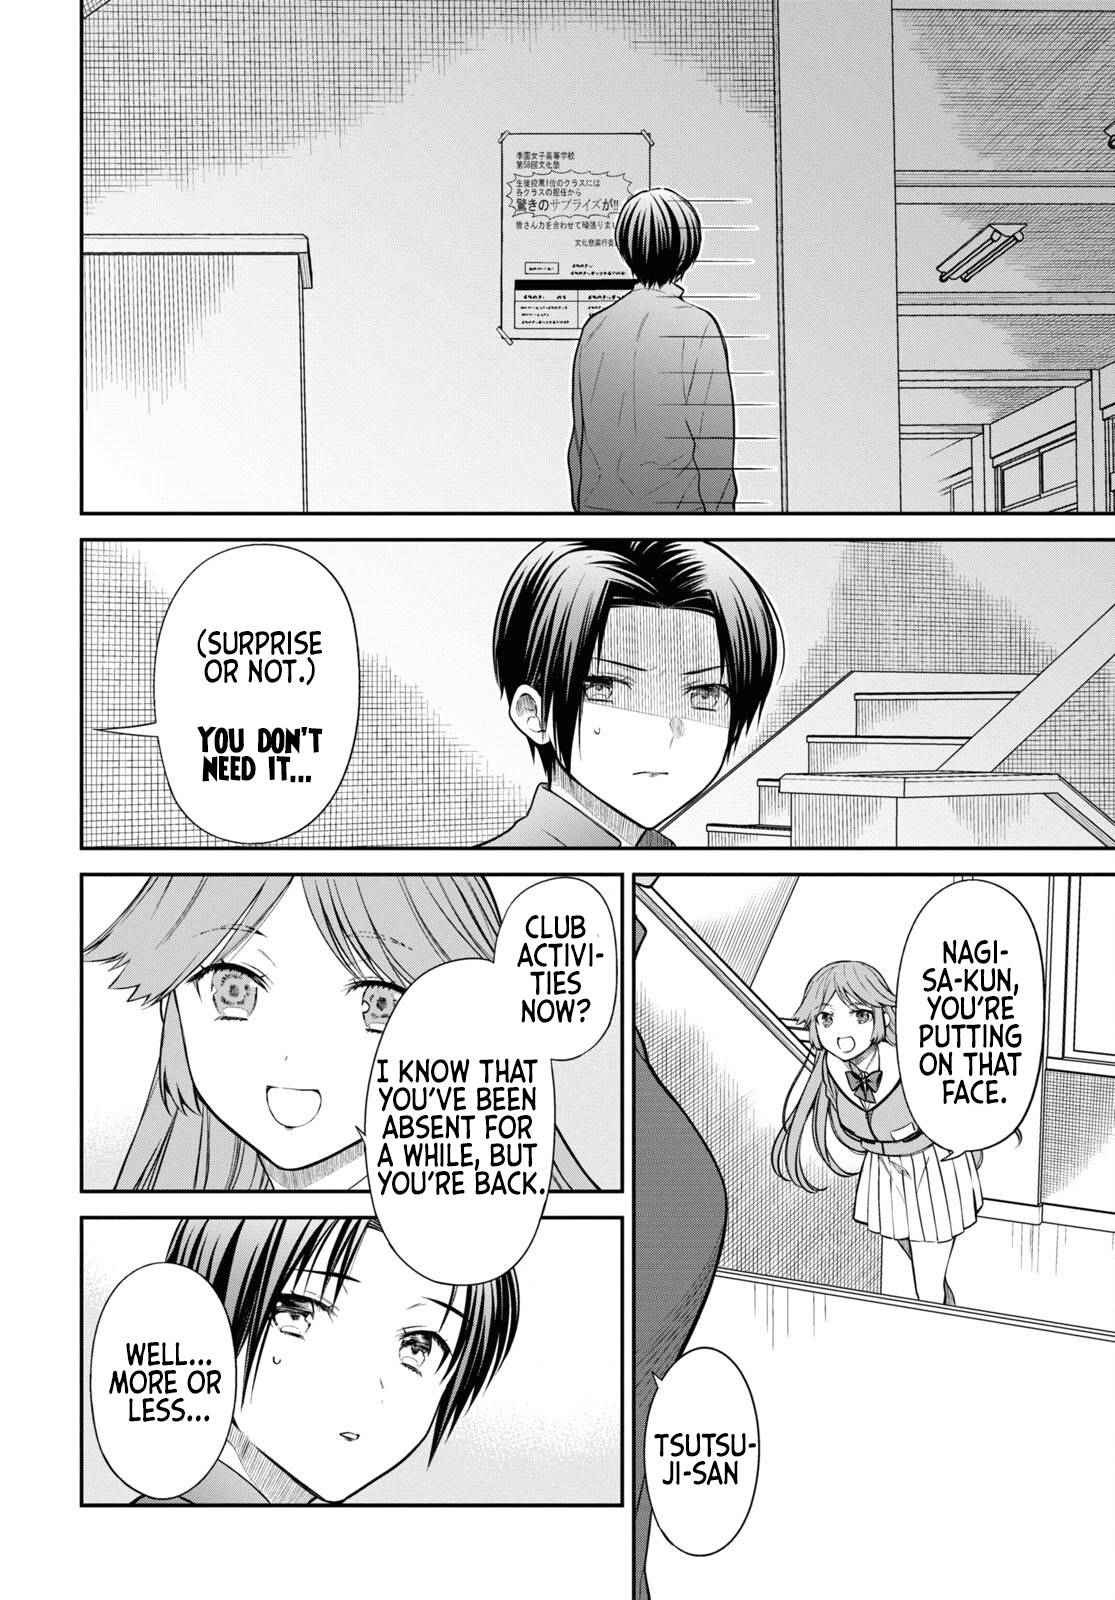 季園女子高等学校
第58回文化祭
生徒投票1位のクラスには
各クラスの担任から
驚きのサプライズが!!
皆さん力を合わせて頑張りまし
文化祭実行委
(SURPRISE
OR NOT.)
YOU DON'T
NEED IT...
NAGI-
SA-KUN,
YOU'RE
PUTTING
ON THAT
FACE.
TSUTSU-
JI-SAN
CLUB
ACTIVI-
TIES
NOW?
I KNOW THAT
YOU'VE BEEN
ABSENT FOR
A WHILE, BUT
YOU'RE BACK.
WELL...
MORE OR
LESS...